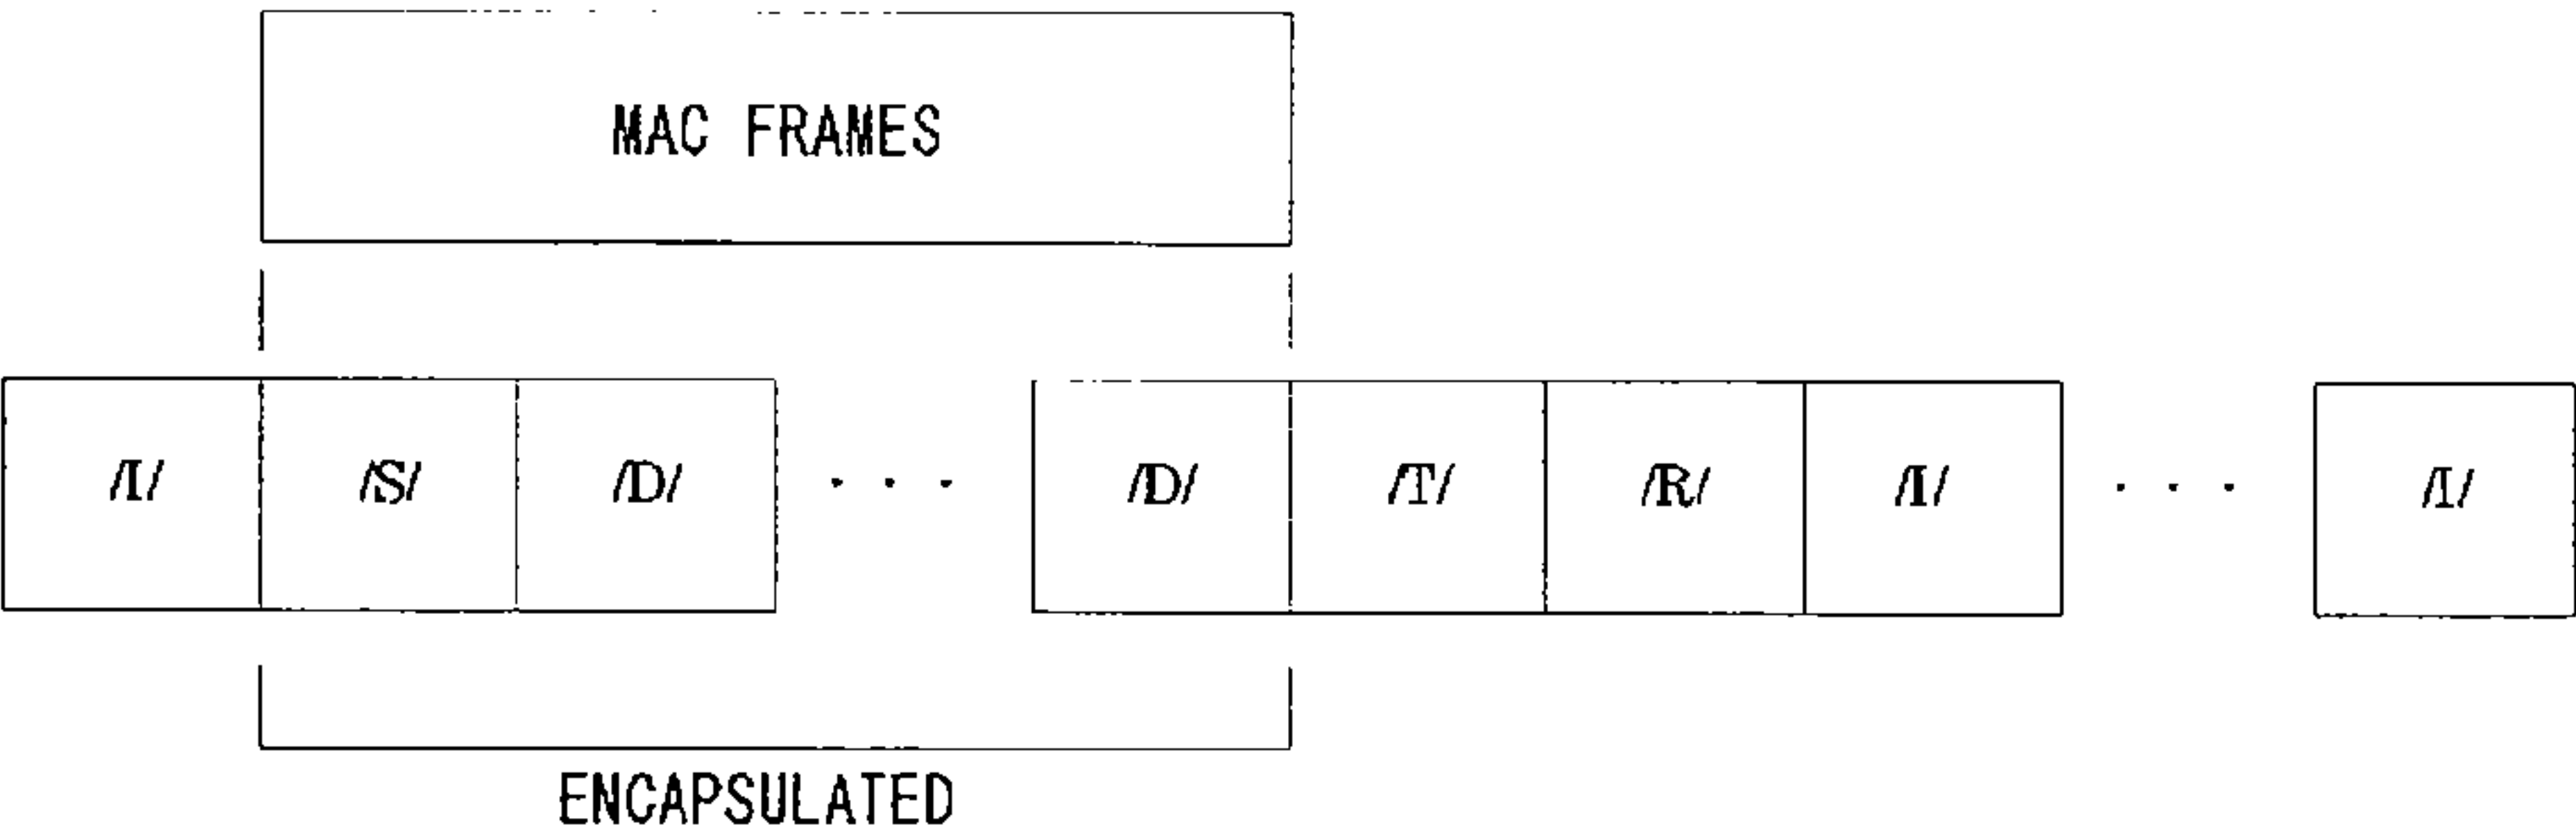 MAC FRAMES
/I/ /S/ /D/ · · · /D/ /T/ /R/ /I/ · · · /I/
ENCAPSULATED